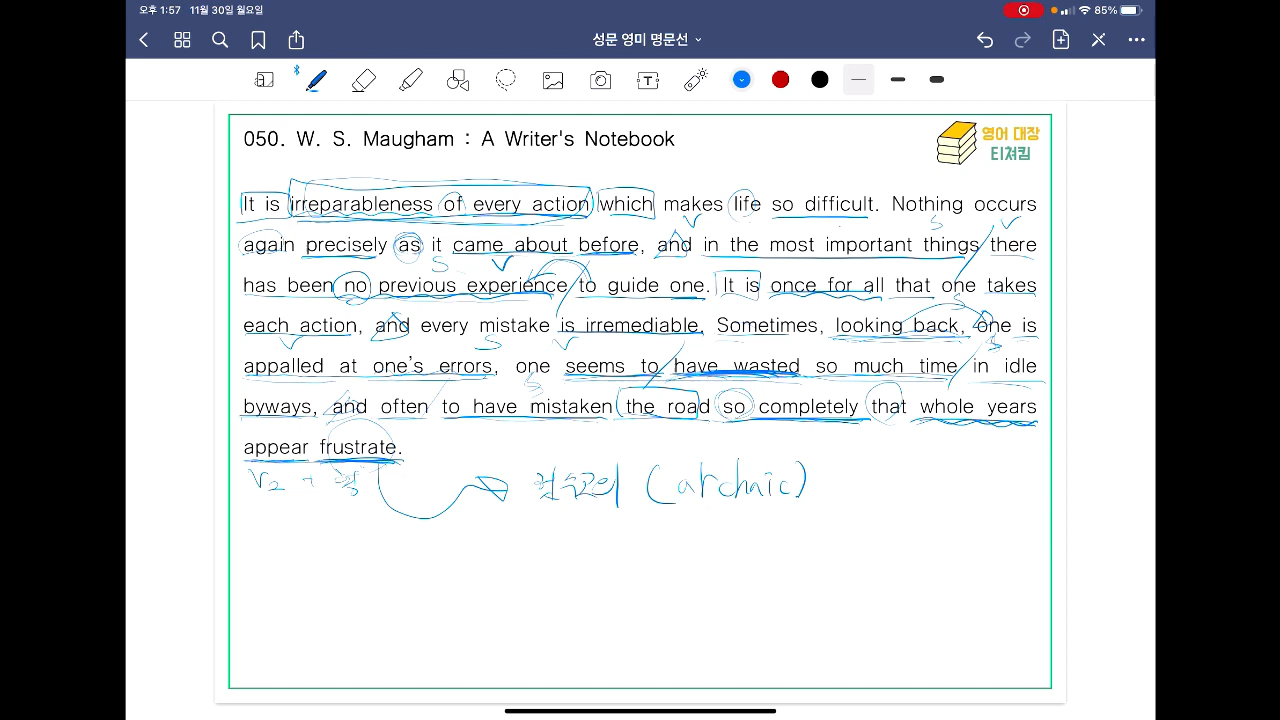 오후 1:57 11월 30일 월요일
85%
성문 영미 명문선
050. W. S. Maugham : A Writer's Notebook
영어 대장
티쳐킴
It is irreparableness of every action which makes life so difficult. Nothing occurs
again precisely as it came about before, and in the most important things there
has been no previous experience to guide one. It is once for all that one takes
each action, and every mistake is irremediable. Sometimes, looking back, one is
appalled at one's errors, one seems to have wasted so much time in idle
byways, and often to have mistaken the road so completely that whole years
appear frustrate.
V2 + 형
헛수고의 (archaic)